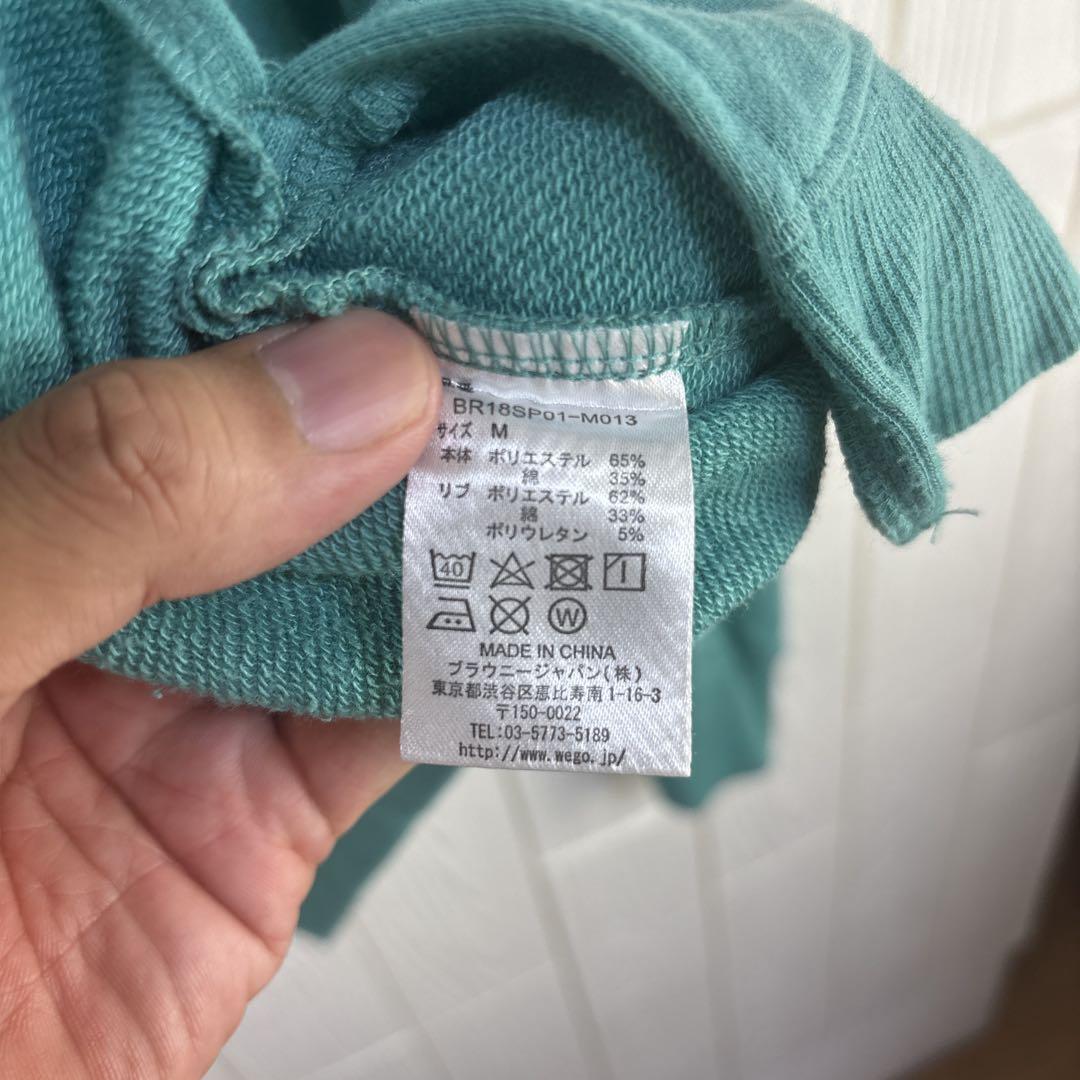 BR18SP01-M013
サイズ M
本体 ポリエステル 65%
綿 35%
リブ ポリエステル 62%
綿 33%
ポリウレタン 5%
40
W
MADE IN CHINA
ブラウニージャパン(株)
東京都渋谷区恵比寿南1-16-3
〒150-0022
TEL:03-5773-5189
http://www.wego.jp/